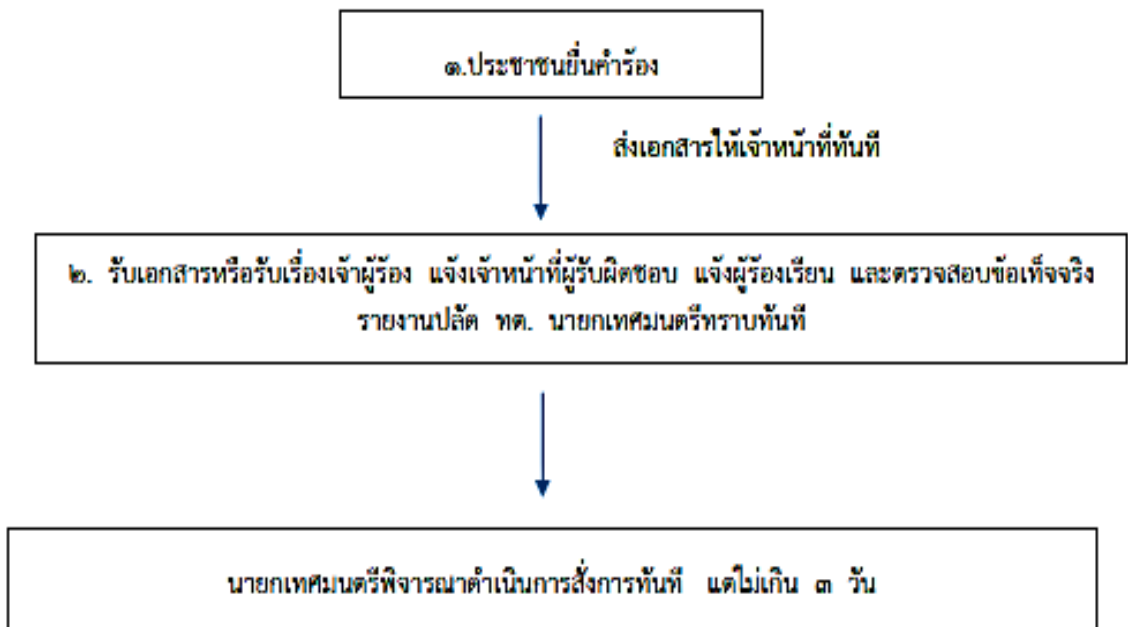 ๑.ประชาชนยื่นคำร้อง
ส่งเอกสารให้เจ้าหน้าที่ทันที
๒. รับเอกสารหรือรับเรื่องเจ้าผู้ร้อง แจ้งเจ้าหน้าที่ผู้รับผิดชอบ แจ้งผู้ร้องเรียน และตรวจสอบข้อเท็จจริง
รายงานปลัด ทต. นายกเทศมนตรีทราบทันที
นายกเทศมนตรีพิจารณาดำเนินการสั่งการทันที แต่ไม่เกิน ๓ วัน